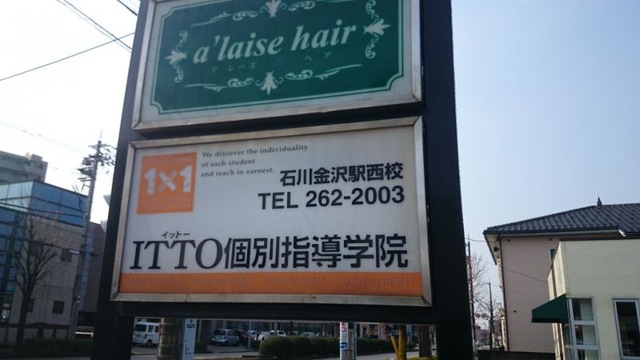 a'laise hair
ア レーズ ヘア
We discover the individuality
of each student
and teach in earnest.
1×1
石川金沢駅西校
TEL 262-2003
イットー
ITTO個別指導学院